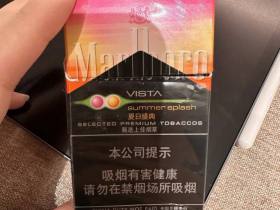 Marlboro
VISTA
summer splash
夏日盛典
SELECTED PREMIUM TOBACCOS
甄选上佳烟草
本公司提示
吸烟有害健康
请勿在禁烟场所吸烟